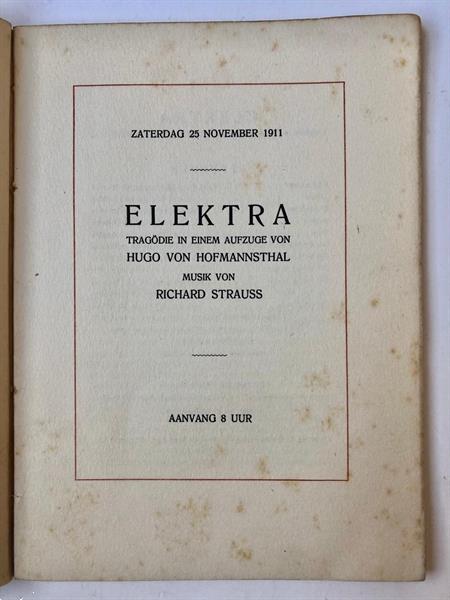 ZATERDAG 25 NOVEMBER 1911
ELEKTRA
TRAGÖDIE IN EINEM AUFZUGE VON
HUGO VON HOFMANNSTHAL
MUSIK VON
RICHARD STRAUSS
AANVANG 8 UUR